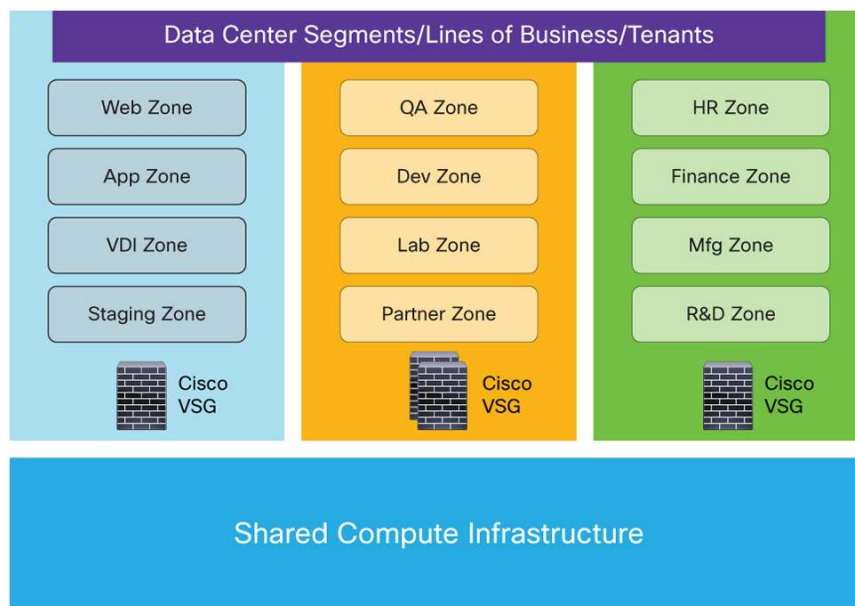 Data Center Segments/Lines of Business/Tenants
Web Zone
App Zone
VDI Zone
Staging Zone
Cisco
VSG
QA Zone
Dev Zone
Lab Zone
Partner Zone
Cisco
VSG
HR Zone
Finance Zone
Mfg Zone
R&D Zone
Cisco
VSG
Shared Compute Infrastructure